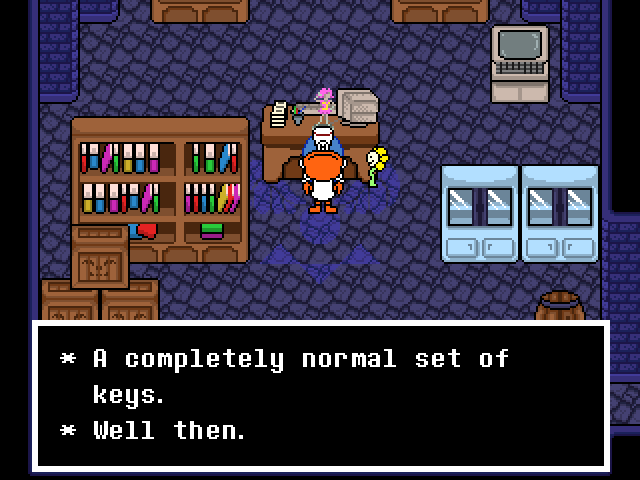 * A completely normal set of
keys.
* Well then.